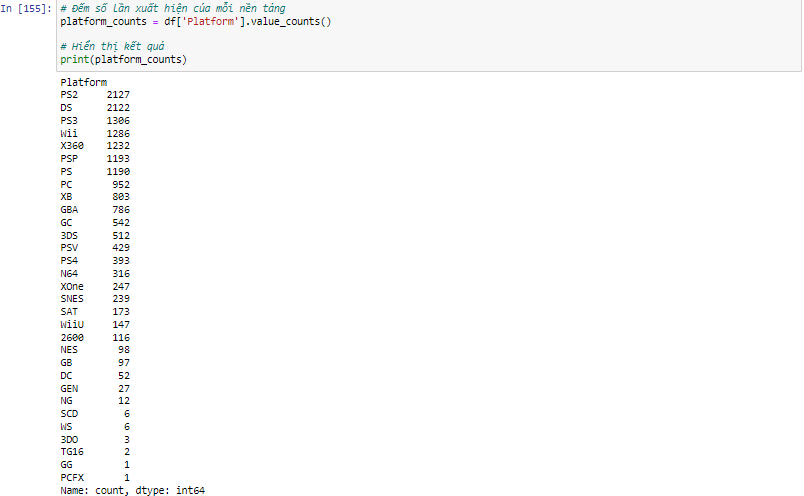 In [155]: # Đếm số lần xuất hiện của mỗi nền tảng
platform_counts = df['Platform'].value_counts()
# Hiển thị kết quả
print(platform_counts)
Platform
PS2 2127
DS 2122
PS3 1306
Wii 1286
X360 1232
PSP 1193
PS 1190
PC 952
XB 803
GBA 786
GC 542
3DS 512
PSV 429
PS4 393
N64 316
XOne 247
SNES 239
SAT 173
WiiU 147
2600 116
NES 98
GB 97
DC 52
GEN 27
NG 12
SCD 6
WS 6
3DO 3
TG16 2
GG 1
PCFX 1
Name: count, dtype: int64